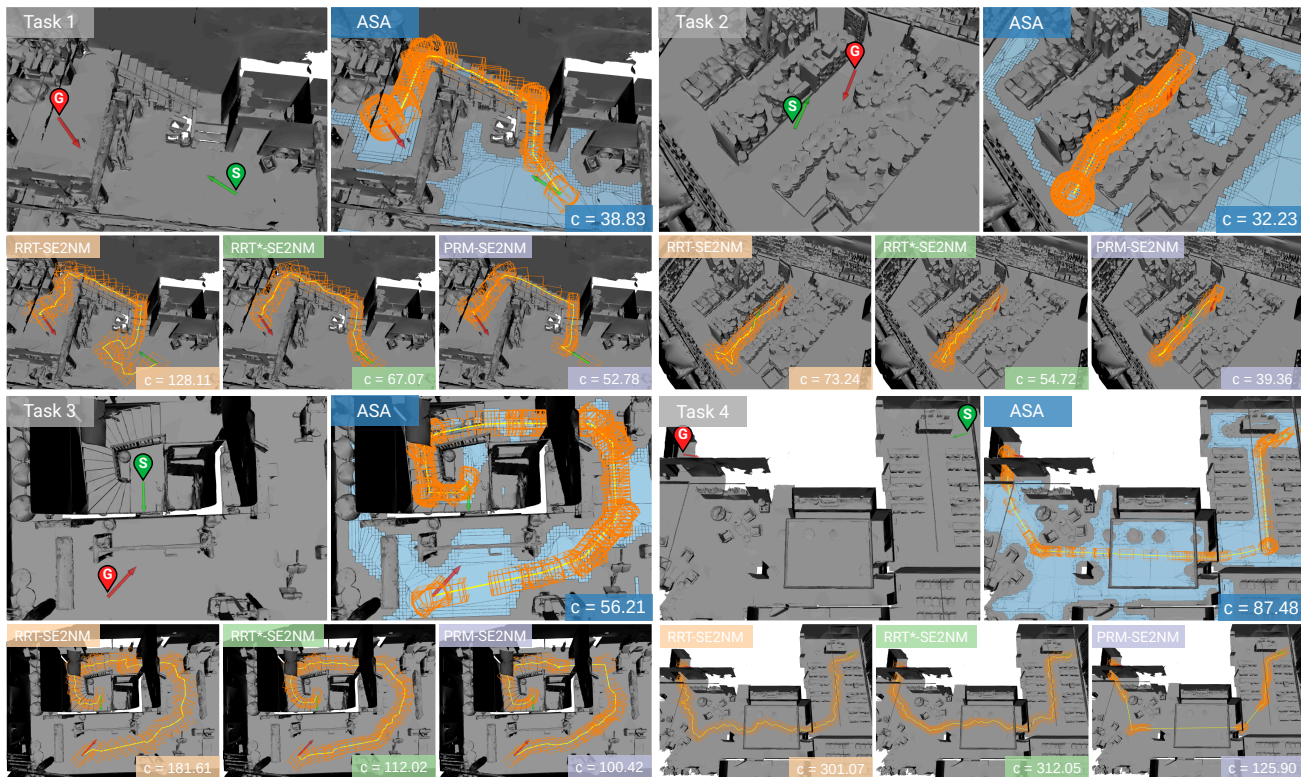 Task 1
ASA
G
S
c = 38.83
Task 2
ASA
G
S
c = 32.23
RRT-SE2NM
RRT*-SE2NM
PRM-SE2NM
c = 128.11
c = 67.07
c = 52.78
RRT-SE2NM
RRT*-SE2NM
PRM-SE2NM
c = 73.24
c = 54.72
c = 39.36
Task 3
ASA
S
G
c = 56.21
Task 4
ASA
S
G
c = 87.48
RRT-SE2NM
RRT*-SE2NM
PRM-SE2NM
c = 181.61
c = 112.02
c = 100.42
RRT-SE2NM
RRT*-SE2NM
PRM-SE2NM
c = 301.07
c = 312.05
c = 125.90